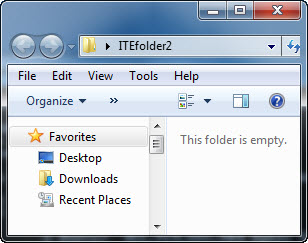 ITEfolder2
File Edit View Tools Help
Organize »
Favorites
This folder is empty.
Desktop
Downloads
Recent Places